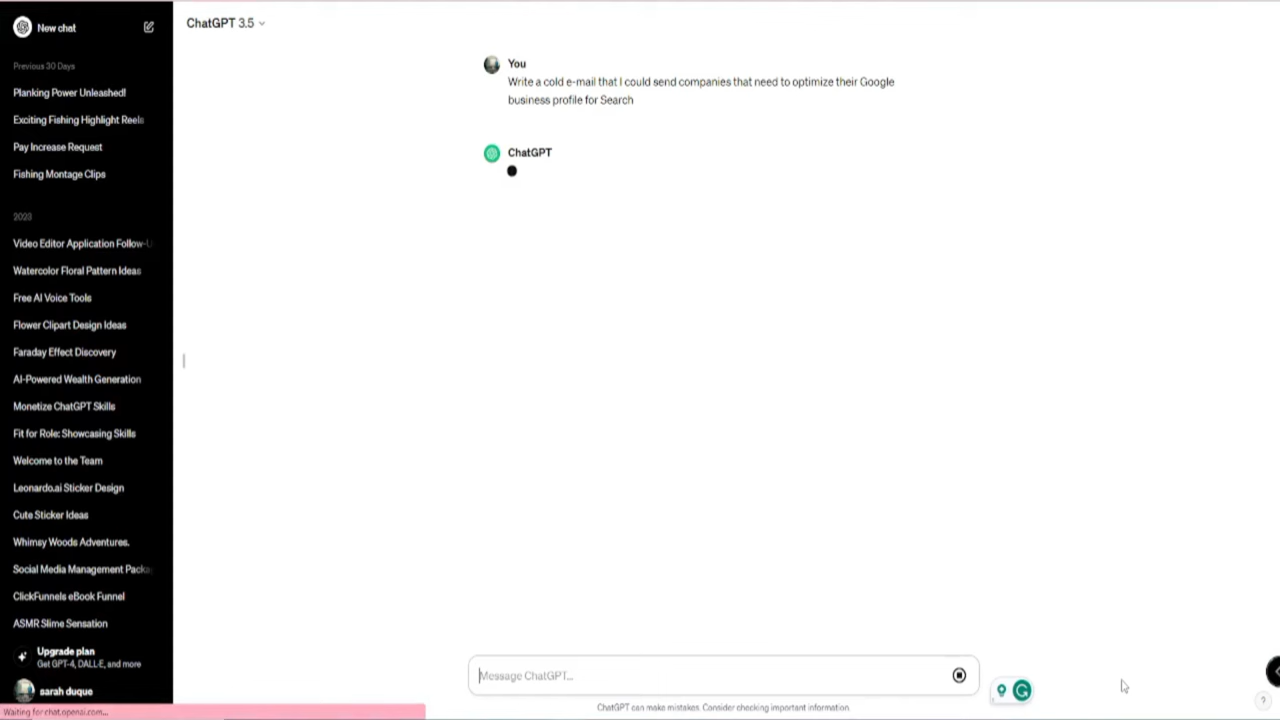 New chat
Previous 30 Days
Planking Power Unleashed!
Exciting Fishing Highlight Reels
Pay Increase Request
Fishing Montage Clips
2023
Video Editor Application Follow-U
Watercolor Floral Pattern Ideas
Free AI Voice Tools
Flower Clipart Design Ideas
Faraday Effect Discovery
AI-Powered Wealth Generation
Monetize ChatGPT Skills
Fit for Role: Showcasing Skills
Welcome to the Team
Leonardo.ai Sticker Design
Cute Sticker Ideas
Whimsy Woods Adventures.
Social Media Management Packa
ClickFunnels eBook Funnel
ASMR Slime Sensation
Upgrade plan
Get GPT-4, DALL·E, and more
sarah duque
Waiting for chat.openai.com...
ChatGPT 3.5
You
Write a cold e-mail that I could send companies that need to optimize their Google
business profile for Search
ChatGPT
Message ChatGPT...
ChatGPT can make mistakes. Consider checking important information.
?